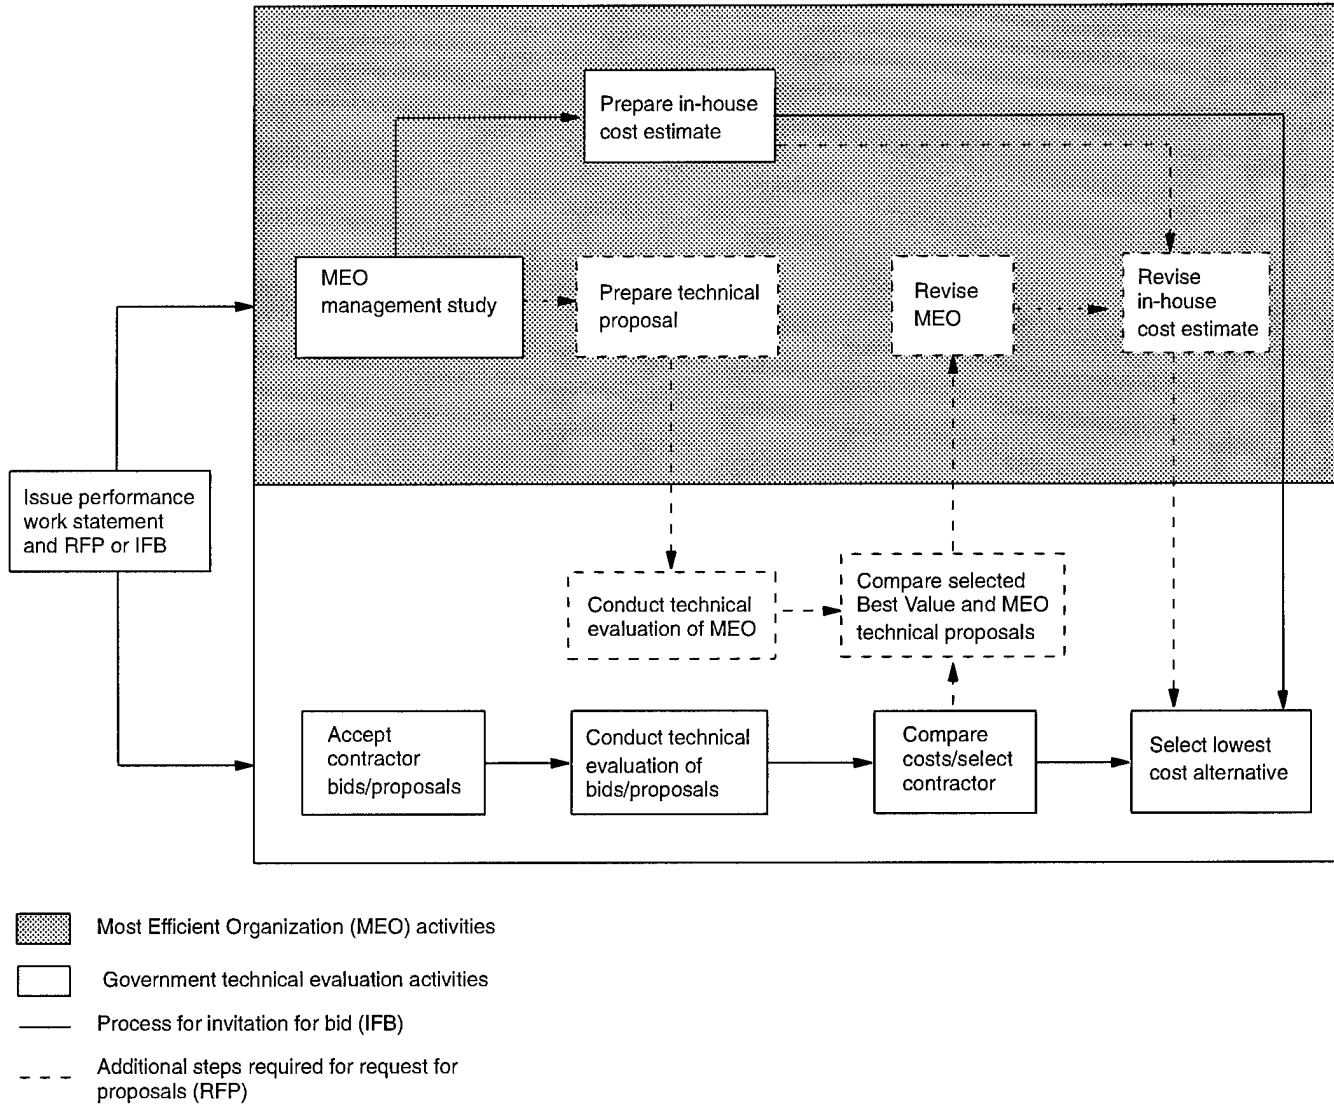 Prepare in-house
cost estimate
MEO
management study
Prepare technical
proposal
Revise
MEO
Revise
in-house
cost estimate
Issue performance
work statement
and RFP or IFB
Conduct technical
evaluation of MEO
Compare selected
Best Value and MEO
technical proposals
Accept
contractor
bids/proposals
Conduct technical
evaluation of
bids/proposals
Compare
costs/select
contractor
Select lowest
cost alternative
Most Efficient Organization (MEO) activities
Government technical evaluation activities
Process for invitation for bid (IFB)
Additional steps required for request for
proposals (RFP)